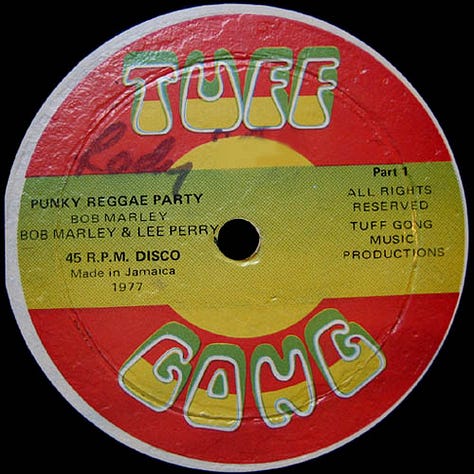 TUFF
PUNKY REGGAE PARTY
BOB MARLEY
BOB MARLEY & LEE PERRY
45 R.P.M. DISCO
Made in Jamaica
1977
Part 1
ALL RIGHTS
RESERVED
TUFF GONG
MUSIC
PRODUCTIONS
GONG